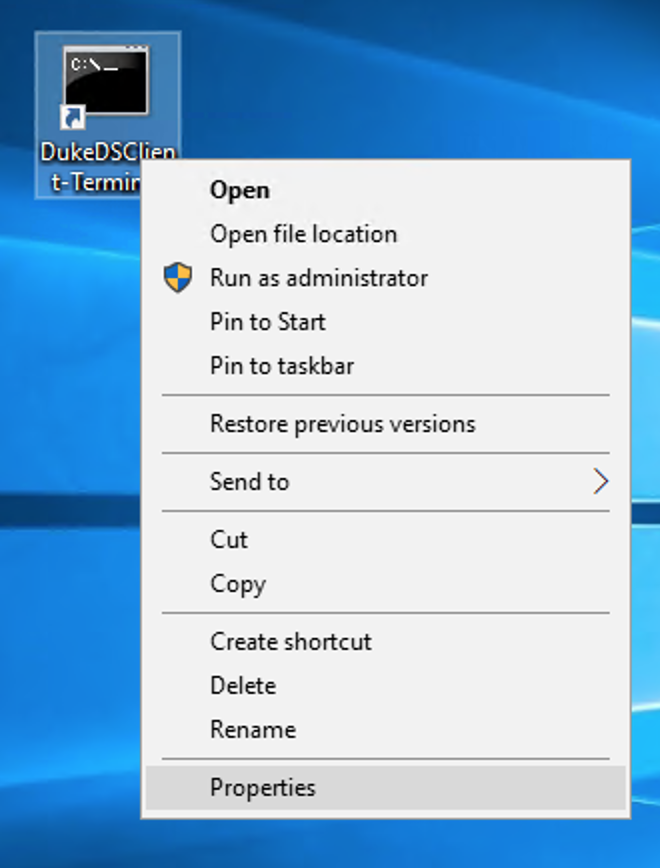 C:\_
DukeDSClien
t-Termin
Open
Open file location
Run as administrator
Pin to Start
Pin to taskbar
Restore previous versions
Send to
Cut
Copy
Create shortcut
Delete
Rename
Properties